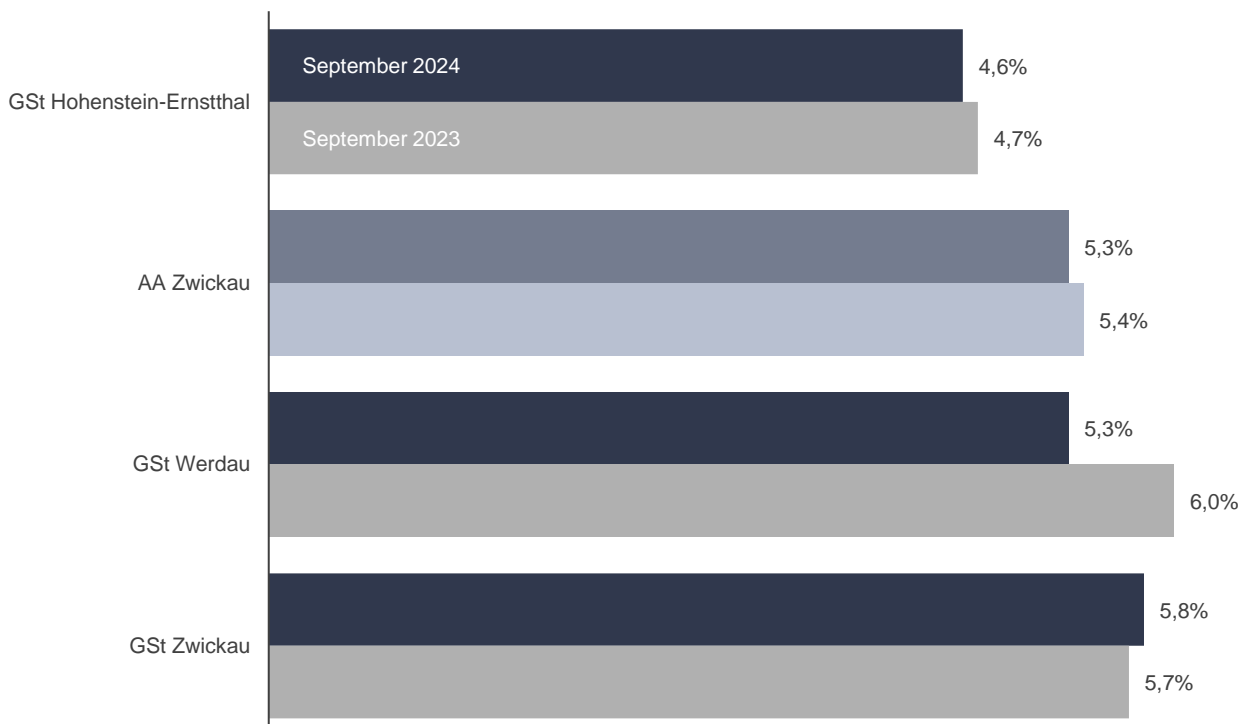 September 2024
4,6%
GSt Hohenstein-Ernstthal
September 2023
4,7%
5,3%
AA Zwickau
5,4%
5,3%
GSt Werdau
6,0%
5,8%
GSt Zwickau
5,7%